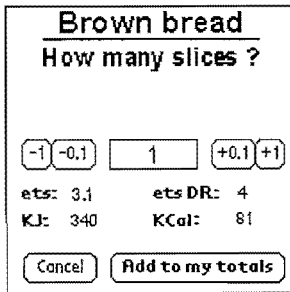 Brown bread
How many slices ?
-1 -0.1 1 +0.1 +1
ets: 3.1 ets DR: 4
KJ: 340 KCal: 81
Cancel Add to my totals